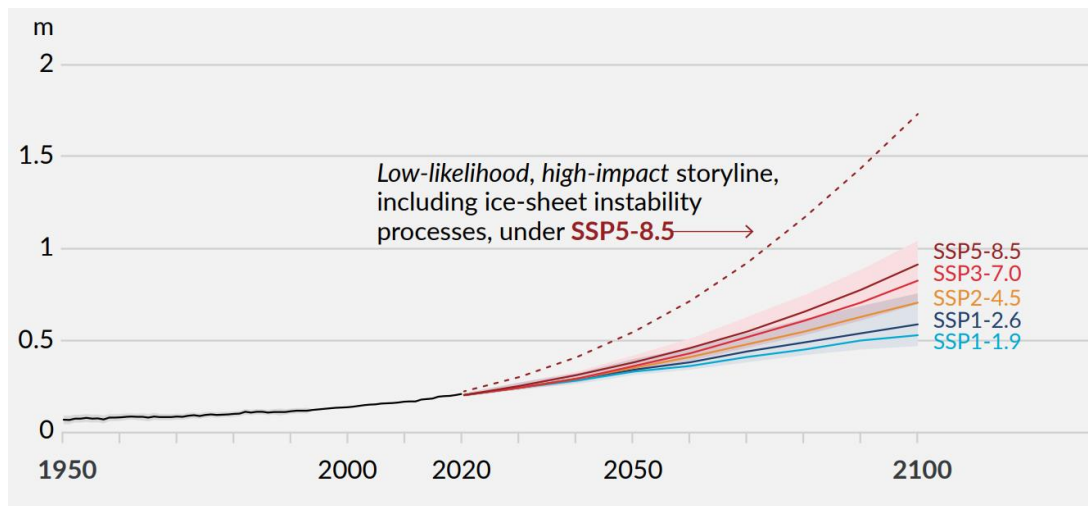 m
2
1.5
Low-likelihood, high-impact storyline,
including ice-sheet instability
processes, under SSP5-8.5
1
SSP5-8.5
SSP3-7.0
SSP2-4.5
SSP1-2.6
SSP1-1.9
0.5
0
1950 2000 2020 2050 2100